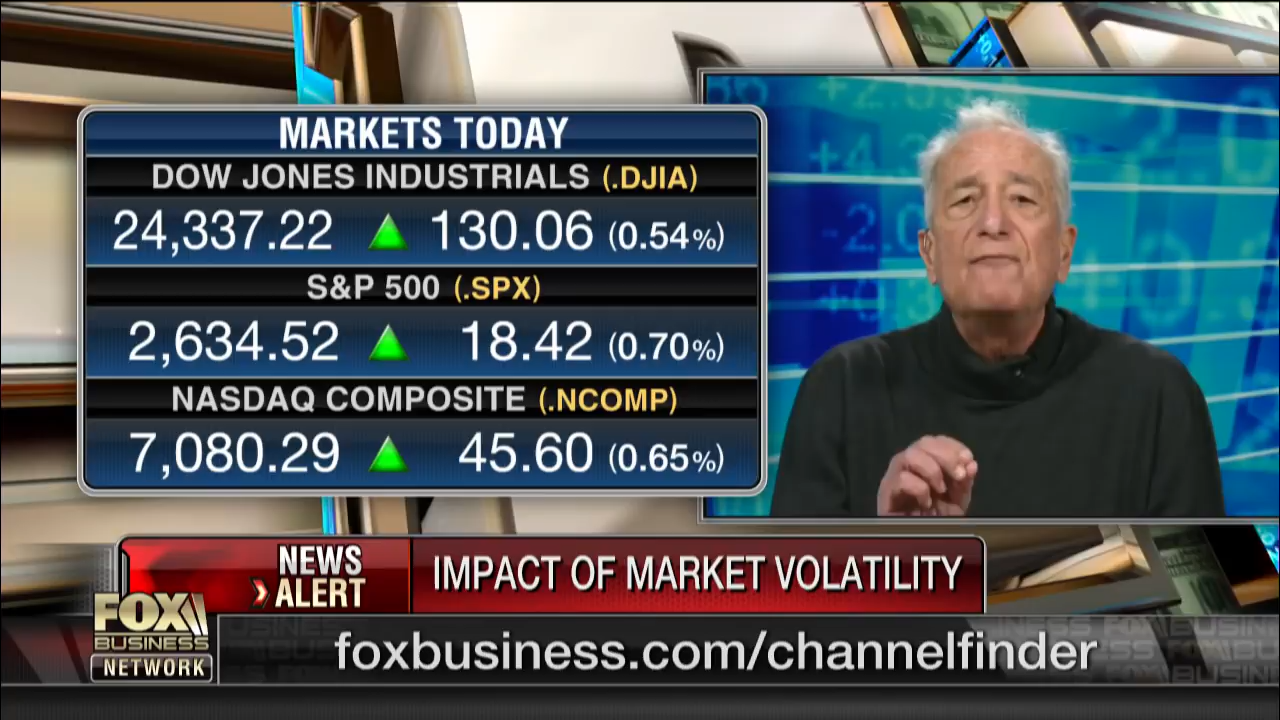 MARKETS TODAY
DOW JONES INDUSTRIALS (.DJIA)
24,337.22 ▲ 130.06 (0.54%)
S&P 500 (.SPX)
2,634.52 ▲ 18.42 (0.70%)
NASDAQ COMPOSITE (.NCOMP)
7,080.29 ▲ 45.60 (0.65%)
NEWS
ALERT
IMPACT OF MARKET VOLATILITY
FOX
BUSINESS
NETWORK
foxbusiness.com/channelfinder